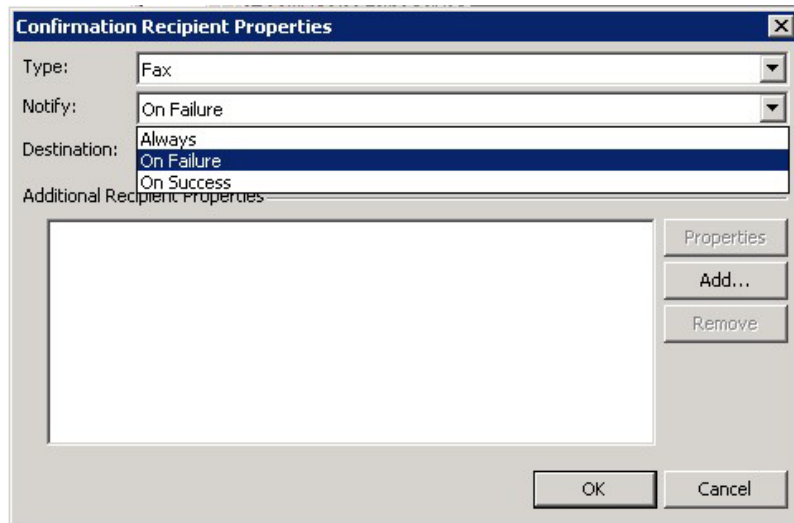 Confirmation Recipient Properties
Type: Fax
Notify: On Failure
Always
Destination: On Failure
On Success
Additional Recipient Properties
Properties
Add...
Remove
OK Cancel